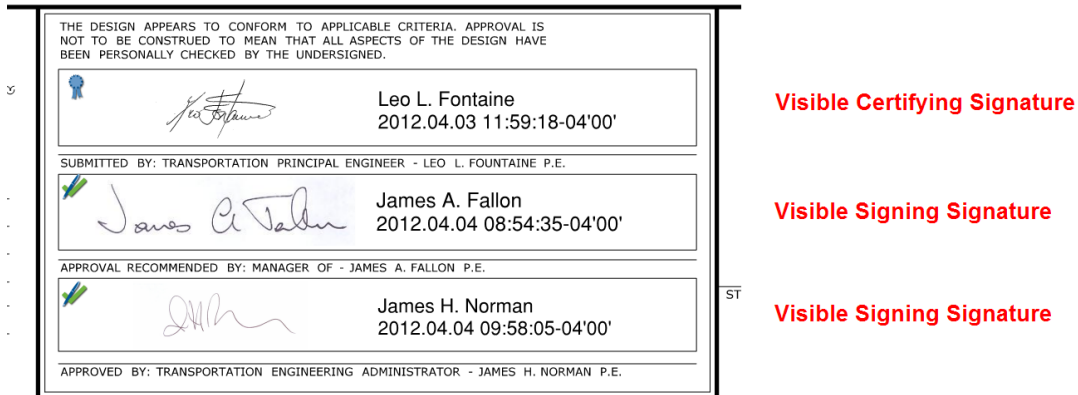 THE DESIGN APPEARS TO CONFORM TO APPLICABLE CRITERIA. APPROVAL IS
NOT TO BE CONSTRUED TO MEAN THAT ALL ASPECTS OF THE DESIGN HAVE
BEEN PERSONALLY CHECKED BY THE UNDERSIGNED.
Leo Fontaine
Leo L. Fontaine
2012.04.03 11:59:18-04'00'
Visible Certifying Signature
SUBMITTED BY: TRANSPORTATION PRINCIPAL ENGINEER - LEO L. FOUNTAINE P.E.
James A Fallon
James A. Fallon
2012.04.04 08:54:35-04'00'
Visible Signing Signature
APPROVAL RECOMMENDED BY: MANAGER OF - JAMES A. FALLON P.E.
James H. Norman
2012.04.04 09:58:05-04'00'
Visible Signing Signature
ST
APPROVED BY: TRANSPORTATION ENGINEERING ADMINISTRATOR - JAMES H. NORMAN P.E.